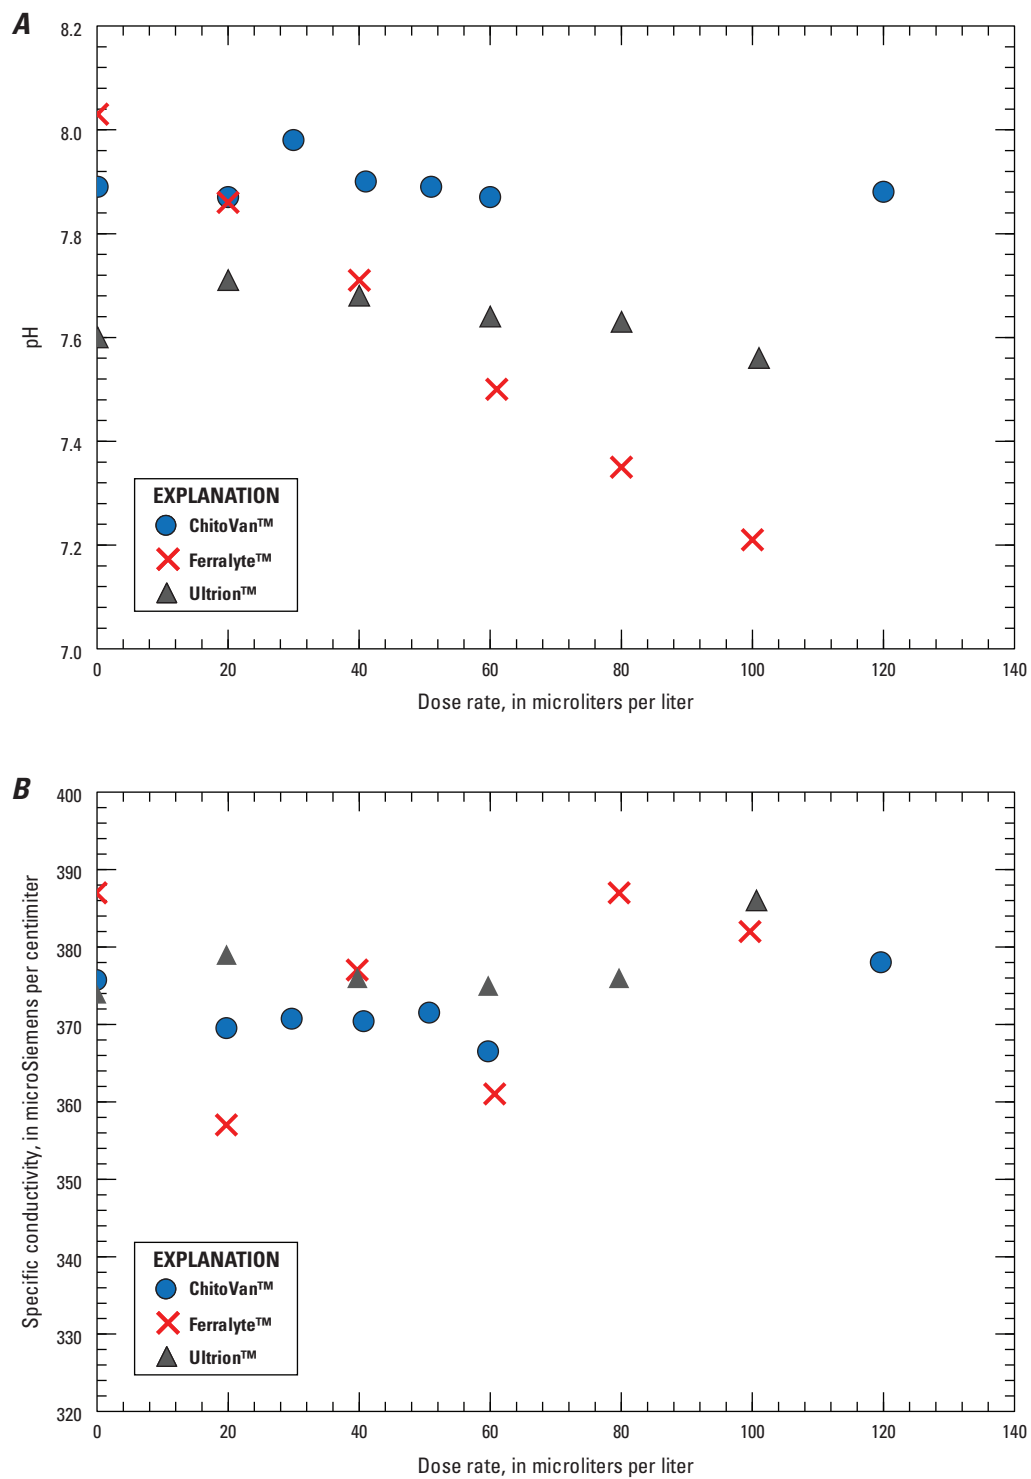 A
8.2
8.0
7.8
7.6
7.4
7.2
7.0
pH
EXPLANATION
ChitoVan™
Ferralyte™
Ultrion™
0 20 40 60 80 100 120 140
Dose rate, in microliters per liter
B
400
390
380
370
360
350
340
330
320
Specific conductivity, in microSiemens per centimiter
EXPLANATION
ChitoVan™
Ferralyte™
Ultrion™
0 20 40 60 80 100 120 140
Dose rate, in microliters per liter